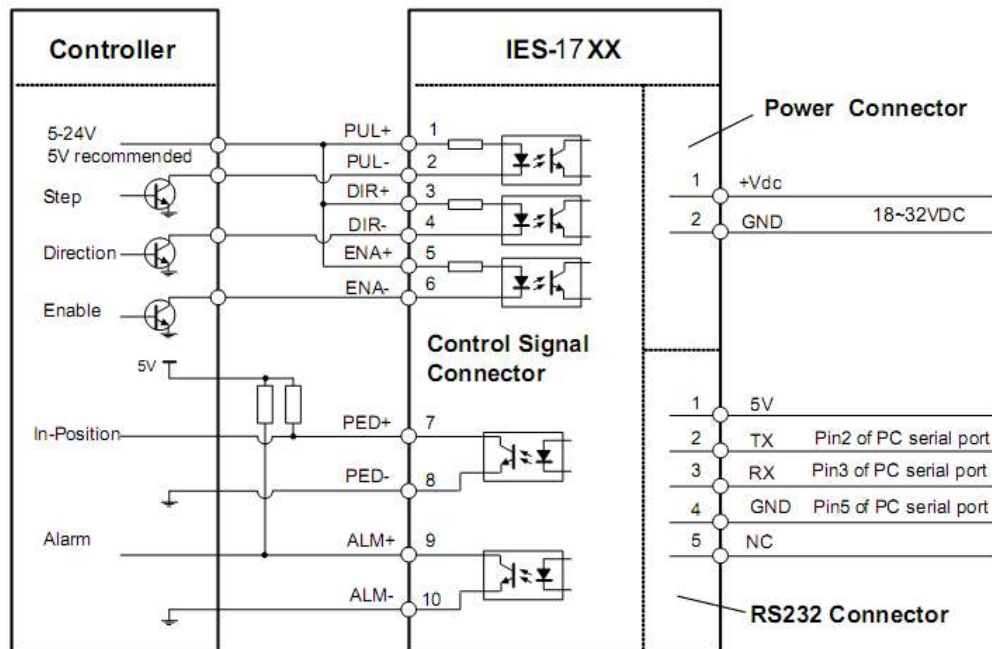 Controller
IES-17XX
5-24V
5V recommended
Step
Direction
Enable
5V
In-Position
Alarm
PUL+
1
PUL-
2
DIR+
3
DIR-
4
ENA+
5
ENA-
6
Control Signal
Connector
PED+
7
PED-
8
ALM+
9
ALM-
10
Power Connector
1
+Vdc
2
GND
18~32VDC
1
5V
2
TX
Pin2 of PC serial port
3
RX
Pin3 of PC serial port
4
GND
Pin5 of PC serial port
5
NC
RS232 Connector